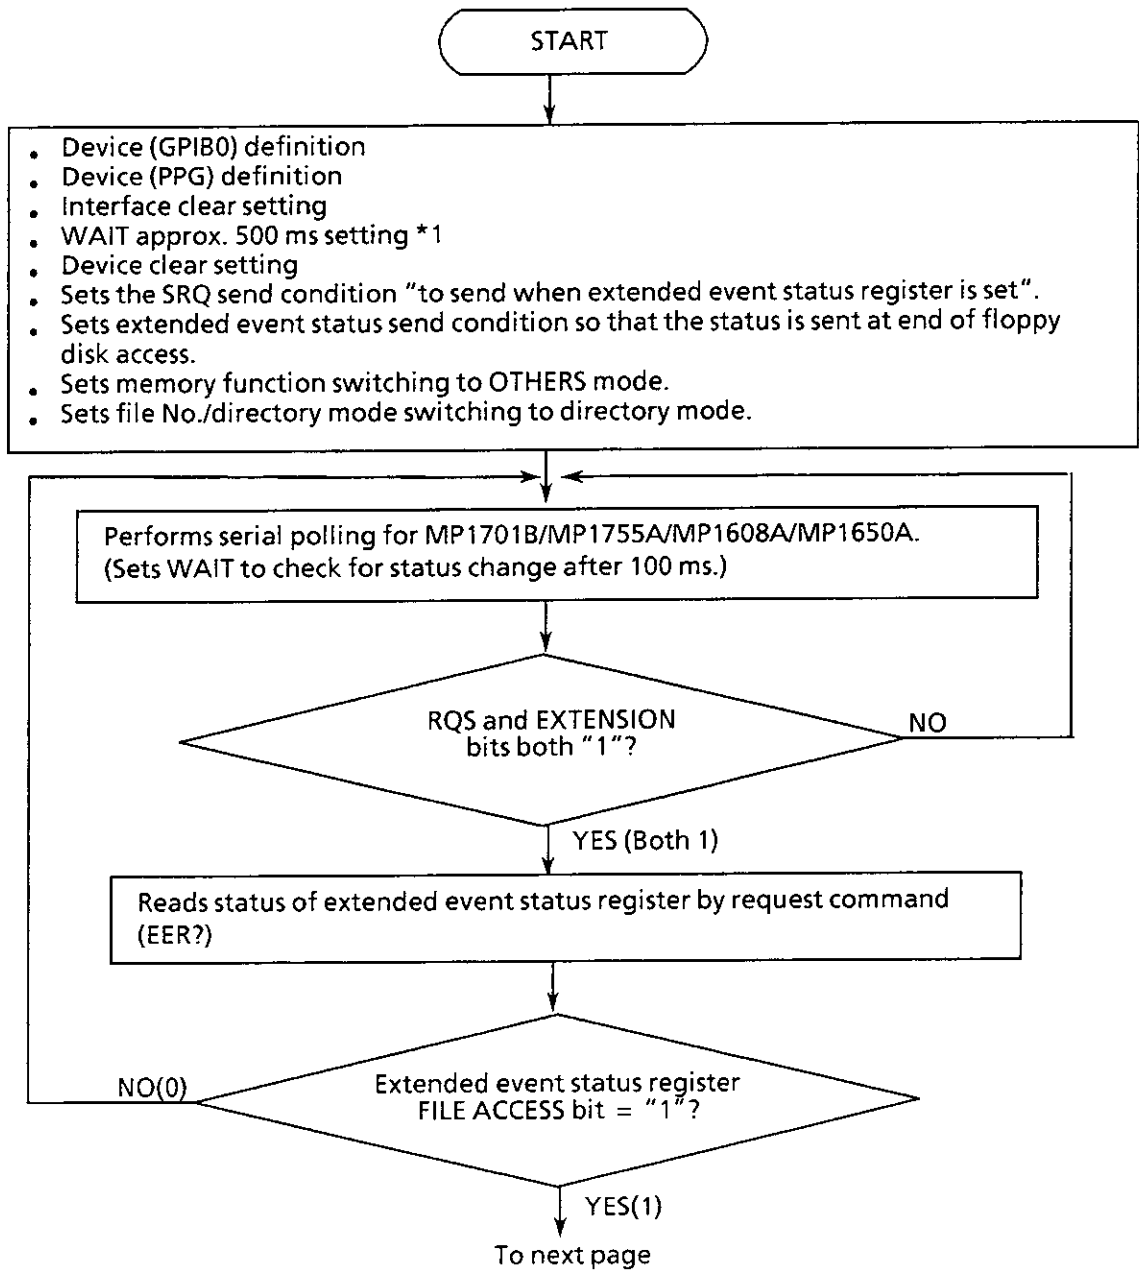 START
• Device (GPIB0) definition
• Device (PPG) definition
• Interface clear setting
• WAIT approx. 500 ms setting *1
• Device clear setting
• Sets the SRQ send condition "to send when extended event status register is set".
• Sets extended event status send condition so that the status is sent at end of floppy
disk access.
• Sets memory function switching to OTHERS mode.
• Sets file No./directory mode switching to directory mode.
Performs serial polling for MP1701B/MP1755A/MP1608A/MP1650A.
(Sets WAIT to check for status change after 100 ms.)
RQS and EXTENSION
bits both "1"?
NO
YES (Both 1)
Reads status of extended event status register by request command
(EER?)
NO(0)
Extended event status register
FILE ACCESS bit = "1"?
YES(1)
To next page